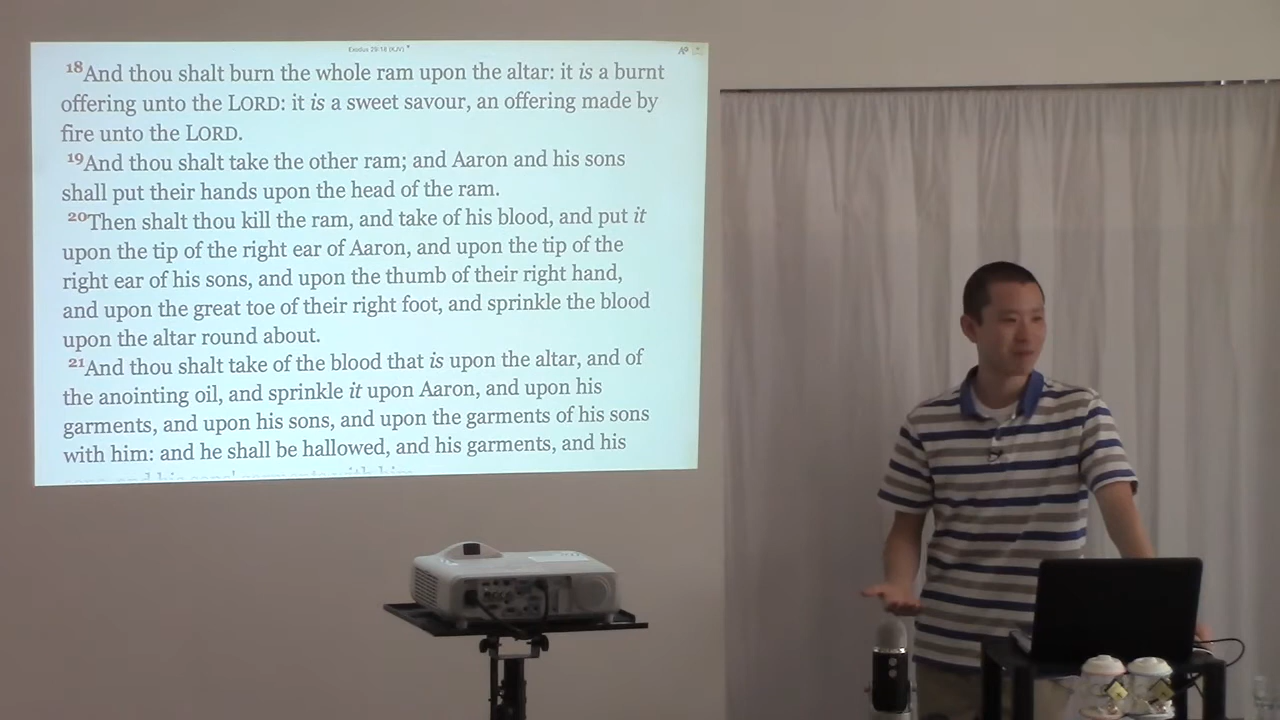 Exodus 29:18 (KJV)
18And thou shalt burn the whole ram upon the altar: it is a burnt
offering unto the LORD: it is a sweet savour, an offering made by
fire unto the LORD.
19And thou shalt take the other ram; and Aaron and his sons
shall put their hands upon the head of the ram.
20Then shalt thou kill the ram, and take of his blood, and put it
upon the tip of the right ear of Aaron, and upon the tip of the
right ear of his sons, and upon the thumb of their right hand,
and upon the great toe of their right foot, and sprinkle the blood
upon the altar round about.
21And thou shalt take of the blood that is upon the altar, and of
the anointing oil, and sprinkle it upon Aaron, and upon his
garments, and upon his sons, and upon the garments of his sons
with him: and he shall be hallowed, and his garments, and his